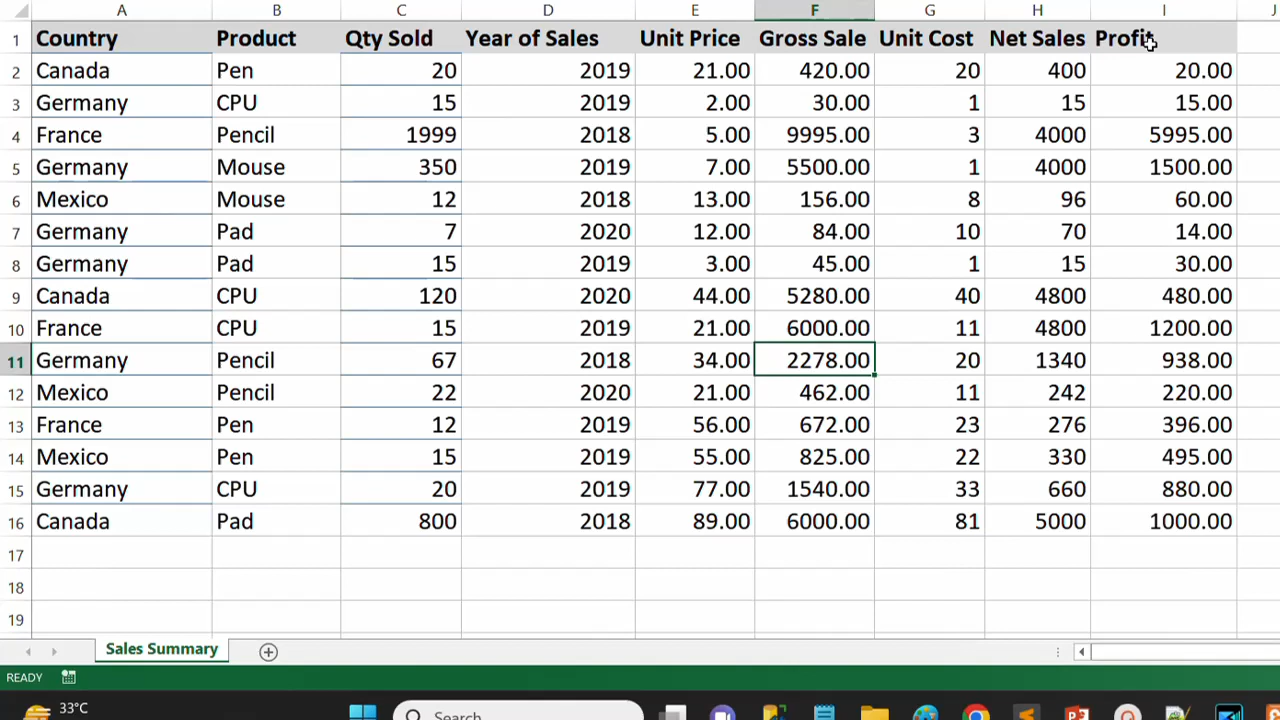 A B C D E F G H I J
1 Country Product Qty Sold Year of Sales Unit Price Gross Sale Unit Cost Net Sales Profit
2 Canada Pen 20 2019 21.00 420.00 20 400 20.00
3 Germany CPU 15 2019 2.00 30.00 1 15 15.00
4 France Pencil 1999 2018 5.00 9995.00 3 4000 5995.00
5 Germany Mouse 350 2019 7.00 5500.00 1 4000 1500.00
6 Mexico Mouse 12 2018 13.00 156.00 8 96 60.00
7 Germany Pad 7 2020 12.00 84.00 10 70 14.00
8 Germany Pad 15 2019 3.00 45.00 1 15 30.00
9 Canada CPU 120 2020 44.00 5280.00 40 4800 480.00
10 France CPU 15 2019 21.00 6000.00 11 4800 1200.00
11 Germany Pencil 67 2018 34.00 2278.00 20 1340 938.00
12 Mexico Pencil 22 2020 21.00 462.00 11 242 220.00
13 France Pen 12 2019 56.00 672.00 23 276 396.00
14 Mexico Pen 15 2019 55.00 825.00 22 330 495.00
15 Germany CPU 20 2019 77.00 1540.00 33 660 880.00
16 Canada Pad 800 2018 89.00 6000.00 81 5000 1000.00
17
18
19
Sales Summary
READY
33°C
Search